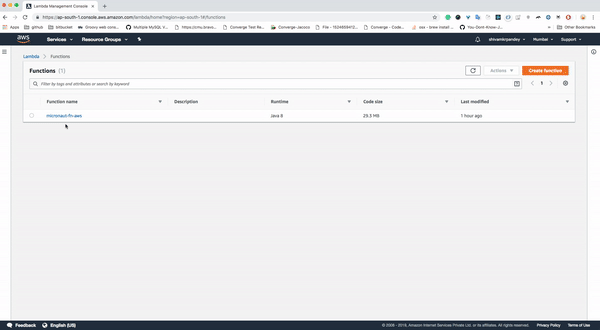 Lambda Management Console
https://ap-south-1.console.aws.amazon.com/lambda/home?region=ap-south-1#/functions
Apps github bitbucket Groovy web conso... Multiple MySQL V... https://cmu.braw... Converge Test Re... File - 1524869412... Converge - Code... osx - brew install... You-Dont-Know-J... Converge-Jacoco Other Bookmarks
aws Services Resource Groups shivamkrpandey Mumbai Support
Lambda > Functions
Functions (1) Actions Create function
Filter by tags and attributes or search by keyword 1
Function name Description Runtime Code size Last modified
micronaut-fn-aws Java 8 29.3 MB 1 hour ago
Feedback English (US) © 2008 - 2018, Amazon Internet Services Private Ltd. or its affiliates. All rights reserved. Privacy Policy Terms of Use